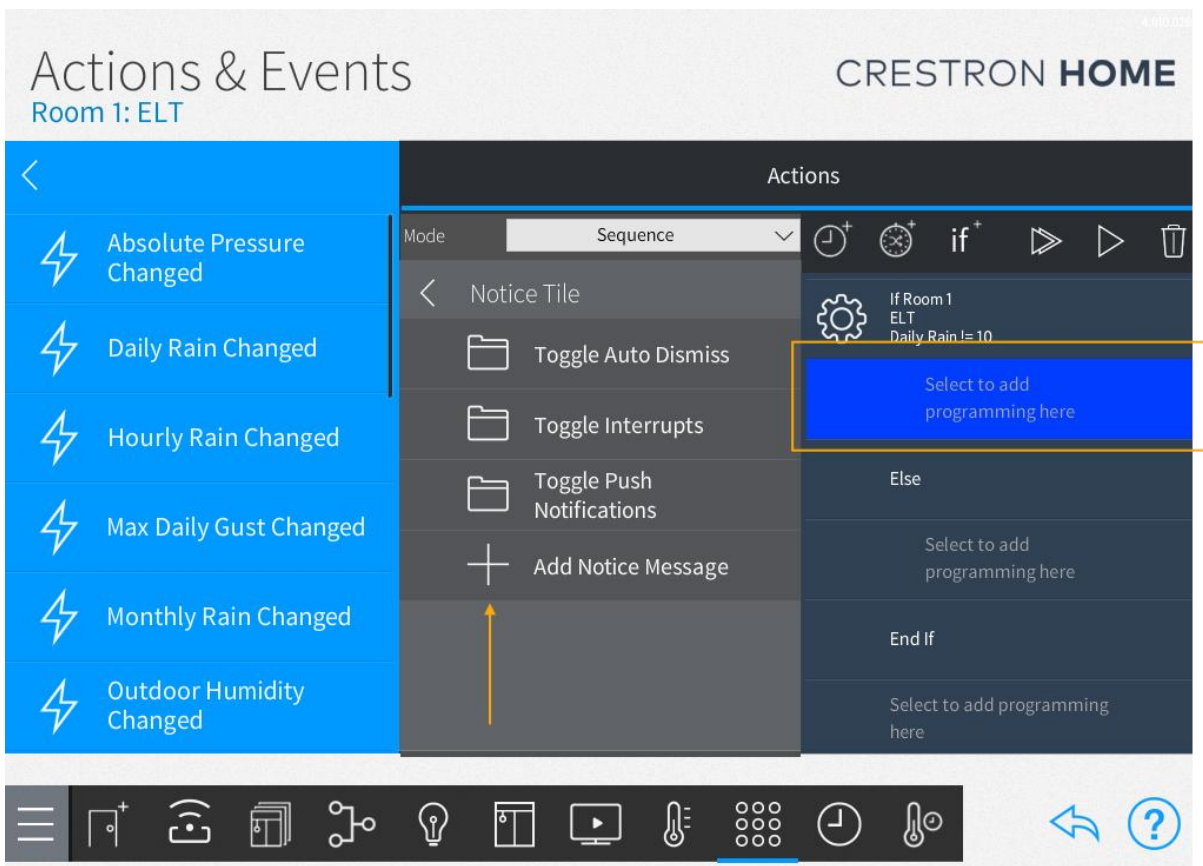 Actions & Events
CRESTRON HOME
Room 1: ELT
Actions
Absolute Pressure
Changed
Daily Rain Changed
Hourly Rain Changed
Max Daily Gust Changed
Monthly Rain Changed
Outdoor Humidity
Changed
Mode
Sequence
Notice Tile
Toggle Auto Dismiss
Toggle Interrupts
Toggle Push
Notifications
Add Notice Message
if+
If Room 1
ELT
Daily Rain != 10
Select to add
programming here
Else
Select to add
programming here
End If
Select to add programming
here
?